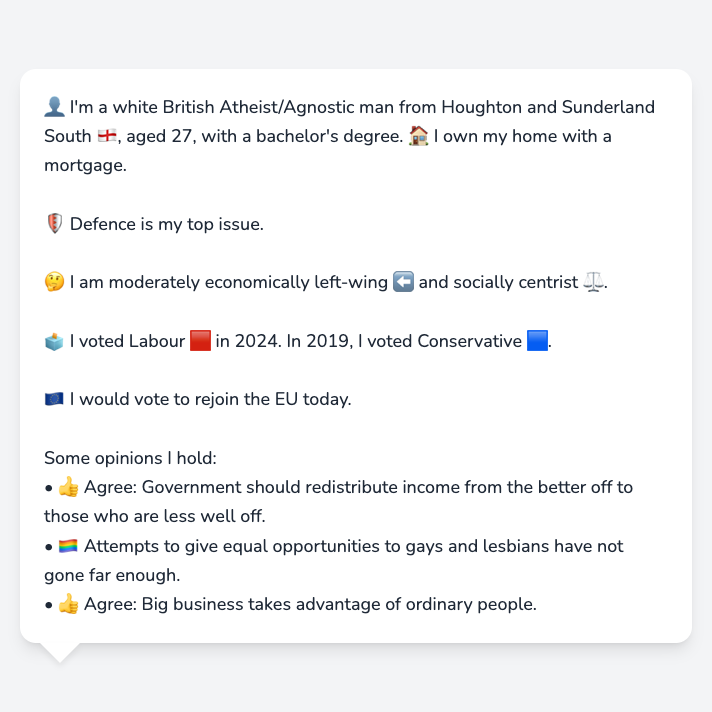 👤 I'm a white British Atheist/Agnostic man from Houghton and Sunderland
South 🏴󠁧󠁢󠁥󠁮󠁧󠁿, aged 27, with a bachelor's degree. 🏠 I own my home with a
mortgage.
🛡️ Defence is my top issue.
🤔 I am moderately economically left-wing ⬅️ and socially centrist ⚖️.
🗳️ I voted Labour 🟥 in 2024. In 2019, I voted Conservative 🟦.
🇪🇺 I would vote to rejoin the EU today.
Some opinions I hold:
• 👍 Agree: Government should redistribute income from the better off to
those who are less well off.
• 🏳️‍🌈 Attempts to give equal opportunities to gays and lesbians have not
gone far enough.
• 👍 Agree: Big business takes advantage of ordinary people.